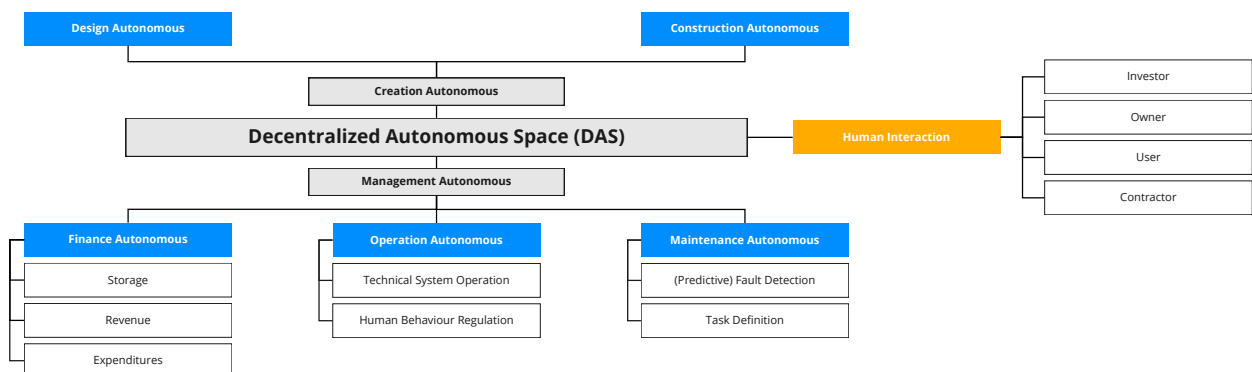 Design Autonomous
Construction Autonomous
Creation Autonomous
Decentralized Autonomous Space (DAS)
Management Autonomous
Human Interaction
Investor
Owner
User
Contractor
Finance Autonomous
Storage
Revenue
Expenditures
Operation Autonomous
Technical System Operation
Human Behaviour Regulation
Maintenance Autonomous
(Predictive) Fault Detection
Task Definition